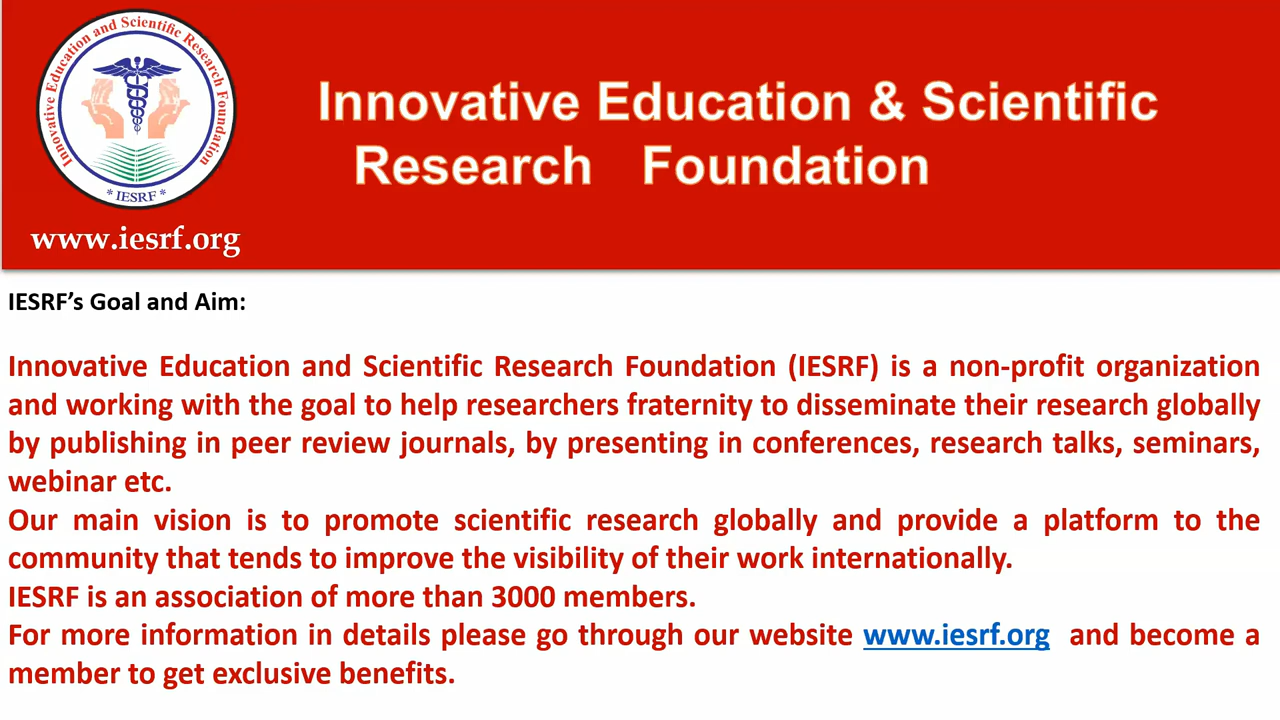 Innovative Education and Scientific Research Foundation
* IESRF *
www.iesrf.org
Innovative Education & Scientific
Research Foundation
IESRF’s Goal and Aim:
Innovative Education and Scientific Research Foundation (IESRF) is a non-profit organization
and working with the goal to help researchers fraternity to disseminate their research globally
by publishing in peer review journals, by presenting in conferences, research talks, seminars,
webinar etc.
Our main vision is to promote scientific research globally and provide a platform to the
community that tends to improve the visibility of their work internationally.
IESRF is an association of more than 3000 members.
For more information in details please go through our website www.iesrf.org and become a
member to get exclusive benefits.